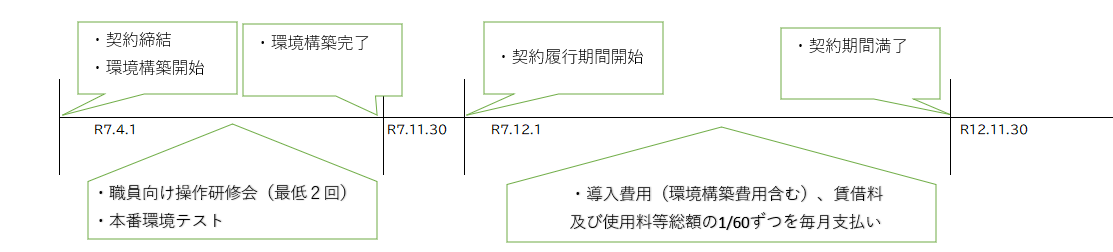 ・契約締結
・環境構築開始
・環境構築完了
・契約履行期間開始
・契約期間満了
R7.4.1
R7.11.30
R7.12.1
R12.11.30
・職員向け操作研修会（最低２回）
・本番環境テスト
・導入費用（環境構築費用含む）、賃借料
及び使用料等総額の1/60ずつを毎月支払い